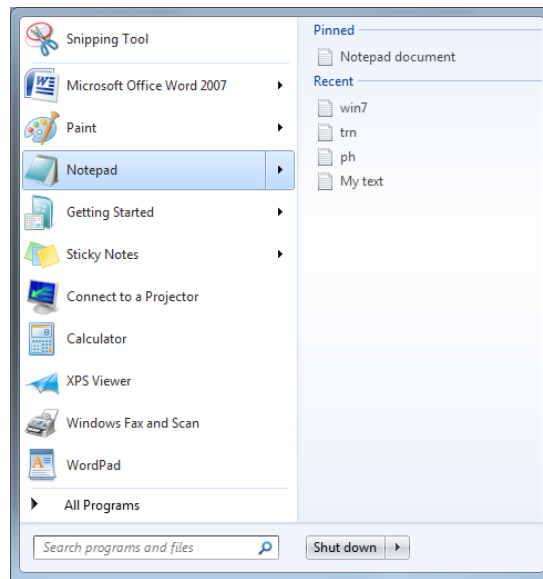 Snipping Tool
Microsoft Office Word 2007
Paint
Notepad
Getting Started
Sticky Notes
Connect to a Projector
Calculator
XPS Viewer
Windows Fax and Scan
WordPad
All Programs
Search programs and files
Pinned
Notepad document
Recent
win7
trn
ph
My text
Shut down